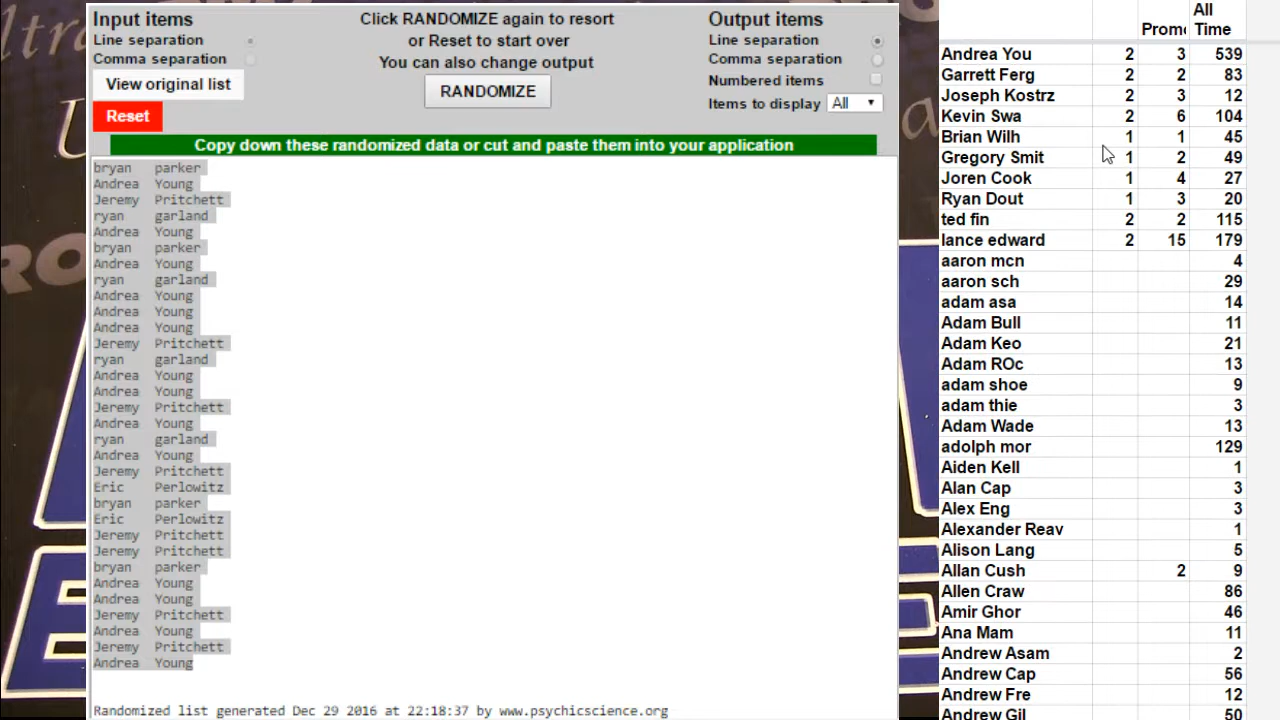 Input items
Line separation
Comma separation
View original list
Reset
Click RANDOMIZE again to resort
or Reset to start over
You can also change output
RANDOMIZE
Output items
Line separation
Comma separation
Numbered items
Items to display All
Copy down these randomized data or cut and paste them into your application
bryan parker
Andrea Young
Jeremy Pritchett
ryan garland
Andrea Young
bryan parker
Andrea Young
ryan garland
Andrea Young
Andrea Young
Andrea Young
Jeremy Pritchett
ryan garland
Andrea Young
Andrea Young
Jeremy Pritchett
Andrea Young
ryan garland
Andrea Young
Jeremy Pritchett
Eric Perlowitz
bryan parker
Eric Perlowitz
Jeremy Pritchett
Jeremy Pritchett
bryan parker
Andrea Young
Andrea Young
Jeremy Pritchett
Andrea Young
Jeremy Pritchett
Andrea Young
Randomized list generated Dec 29 2016 at 22:18:37 by www.psychicscience.org
Promo All Time
Andrea You 2 3 539
Garrett Ferg 2 2 83
Joseph Kostrz 2 3 12
Kevin Swa 2 6 104
Brian Wilh 1 1 45
Gregory Smit 1 2 49
Joren Cook 1 4 27
Ryan Dout 1 3 20
ted fin 2 2 115
lance edward 2 15 179
aaron mcn 4
aaron sch 29
adam asa 14
Adam Bull 11
Adam Keo 21
Adam ROc 13
adam shoe 9
adam thie 3
Adam Wade 13
adolph mor 129
Aiden Kell 1
Alan Cap 3
Alex Eng 3
Alexander Reav 1
Alison Lang 5
Allan Cush 2 9
Allen Craw 86
Amir Ghor 46
Ana Mam 11
Andrew Asam 2
Andrew Cap 56
Andrew Fre 12
Andrew Gil 50